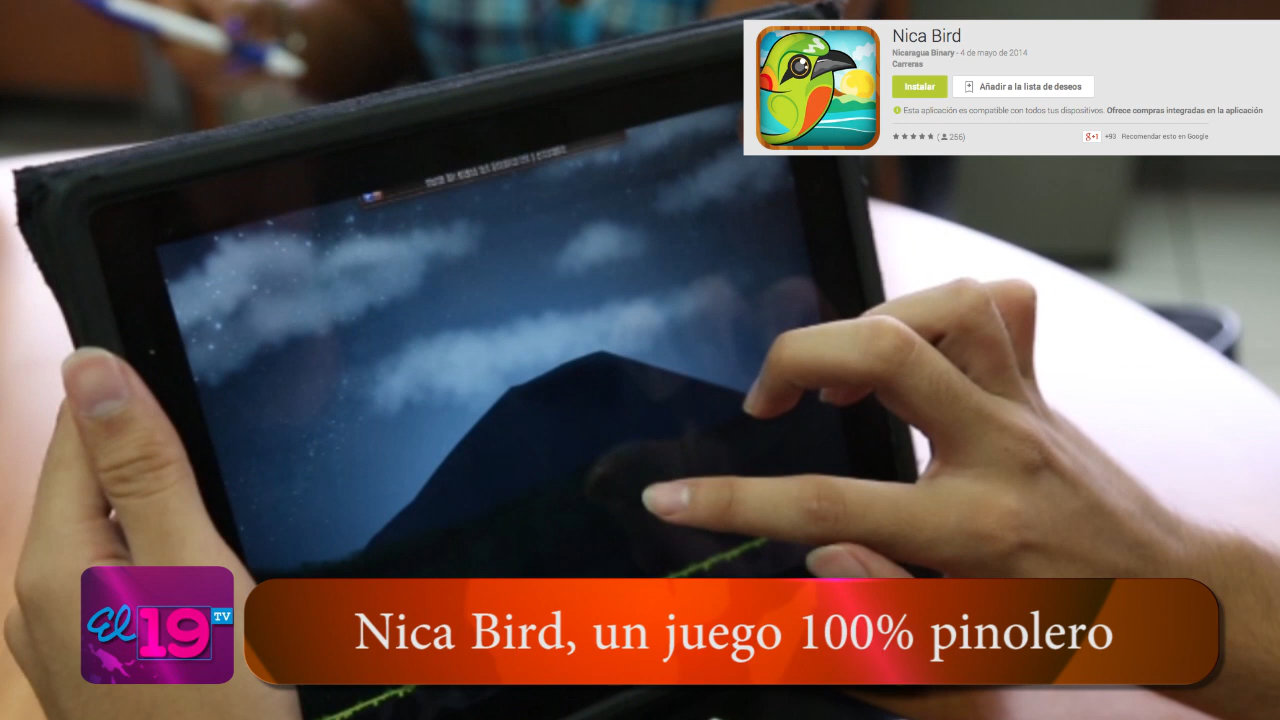 Nica Bird
Nicaragua Binary - 4 de mayo de 2014
Carreras
Instalar
Añadir a la lista de deseos
Esta aplicación es compatible con todos tus dispositivos. Ofrece compras integradas en la aplicación
(255)
g+1 +93 Recomendar esto en Google
El 19 TV
Nica Bird, un juego 100% pinolero